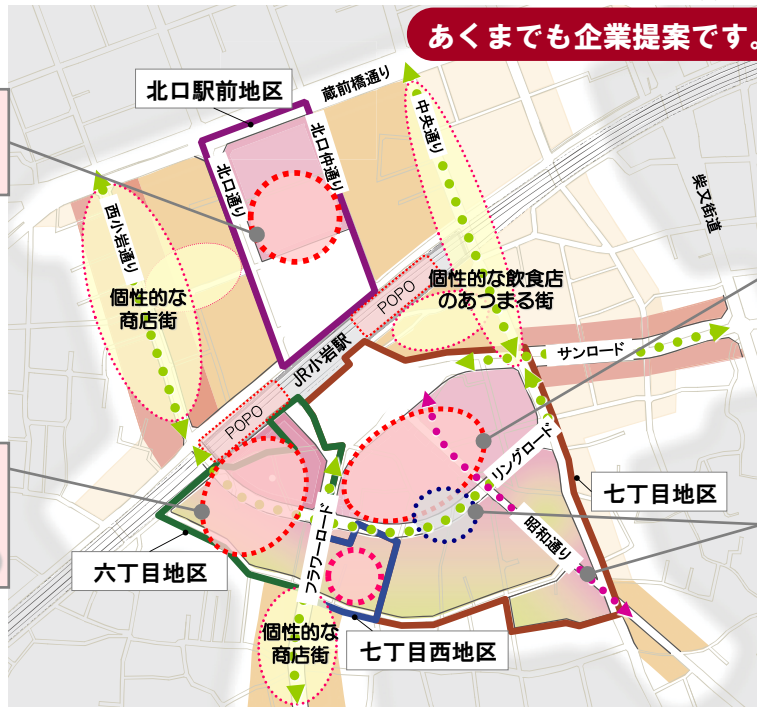 あくまでも企業提案です。
北口駅前地区
蔵前橋通り
中央通り
北口仲通り
北口通り
柴又街道
西小岩通り
個性的な
商店街
個性的な飲食店
のあつまる街
POPO
JR小岩駅
サンロード
POPO
リングロード
七丁目地区
昭和通り
フラワーロード
六丁目地区
個性的な
商店街
七丁目西地区